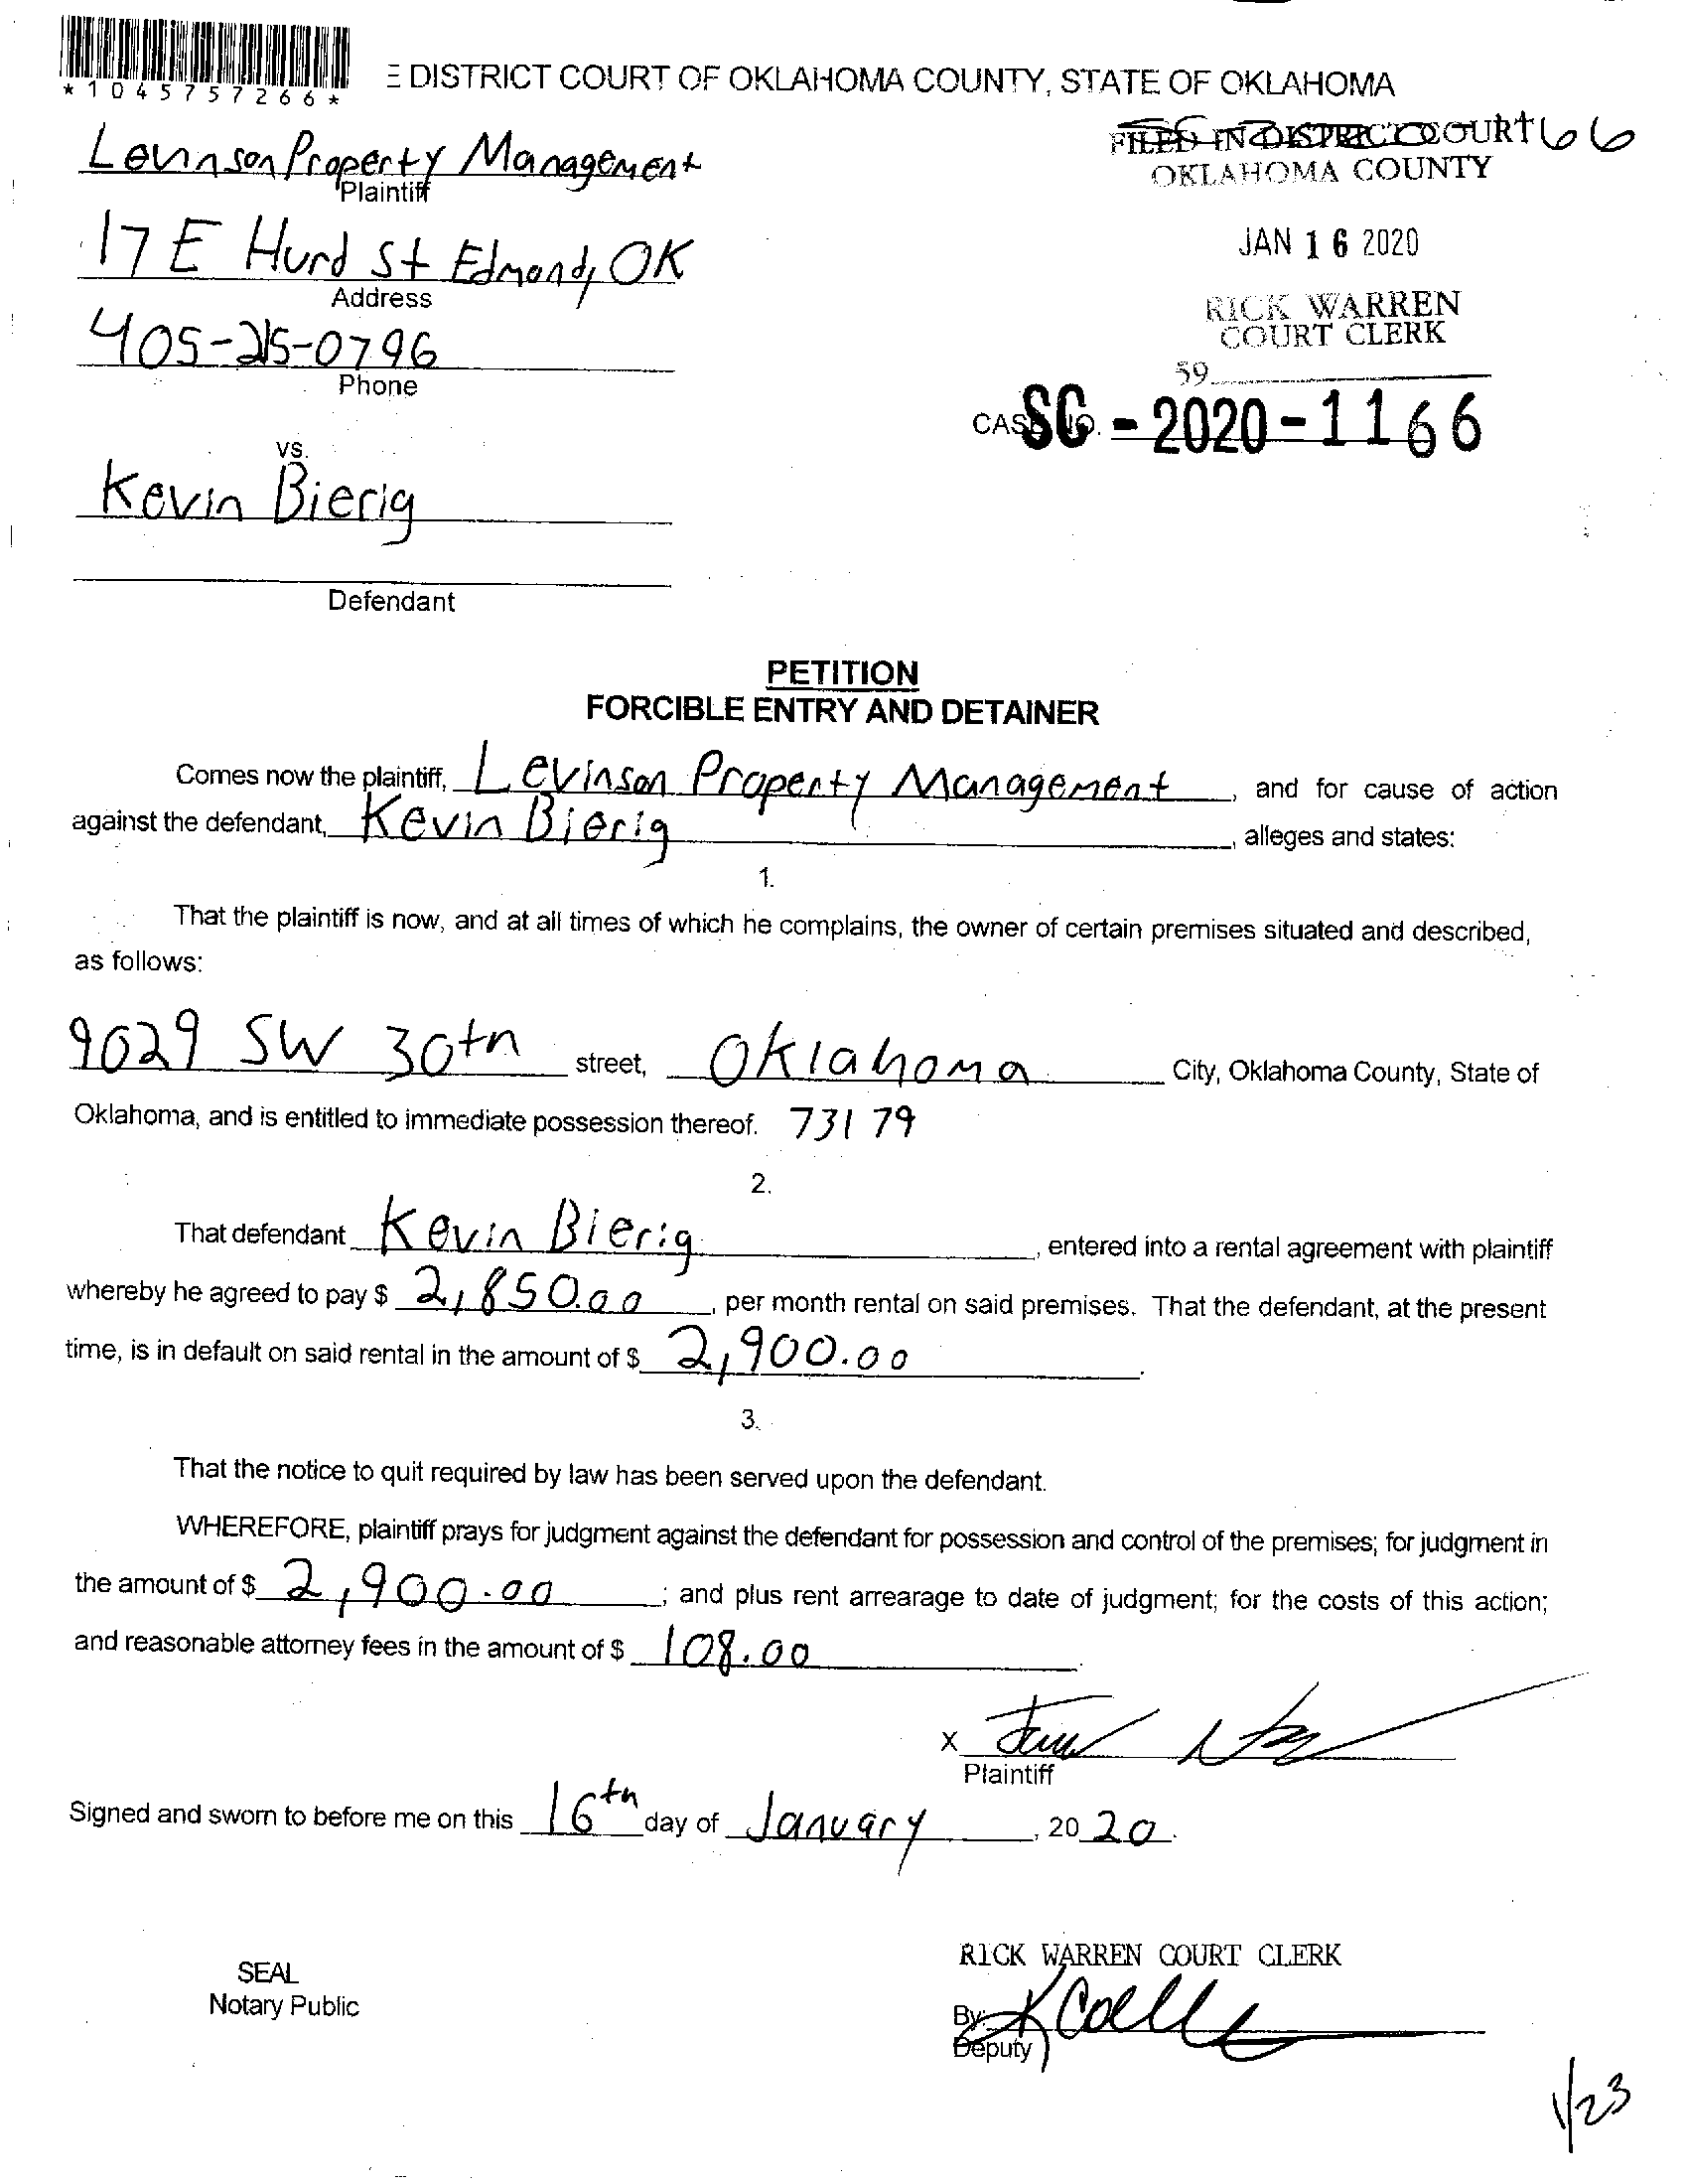 *1045757266*
E DISTRICT COURT OF OKLAHOMA COUNTY, STATE OF OKLAHOMA
FILED IN DISTRICT COURT
OKLAHOMA COUNTY
JAN 16 2020
RICK WARREN
COURT CLERK
59
CASE NO. SC-2020-1166
Levinson Property Management
Plaintiff
17 E Hurd St Edmond, OK
Address
405-215-0796
Phone
vs.
Kevin Bierig
Defendant
PETITION
FORCIBLE ENTRY AND DETAINER
Comes now the plaintiff, Levinson Property Management, and for cause of action
against the defendant, Kevin Bierig, alleges and states:
1.
That the plaintiff is now, and at all times of which he complains, the owner of certain premises situated and described,
as follows:
9029 SW 30th street, Oklahoma City, Oklahoma County, State of
Oklahoma, and is entitled to immediate possession thereof. 73179
2.
That defendant Kevin Bierig, entered into a rental agreement with plaintiff
whereby he agreed to pay $ 2,850.00, per month rental on said premises. That the defendant, at the present
time, is in default on said rental in the amount of $ 2,900.00.
3.
That the notice to quit required by law has been served upon the defendant.
WHEREFORE, plaintiff prays for judgment against the defendant for possession and control of the premises; for judgment in
the amount of $ 2,900.00; and plus rent arrearage to date of judgment; for the costs of this action;
and reasonable attorney fees in the amount of $ 108.00.
X
Plaintiff
Signed and sworn to before me on this 16th day of January, 2020.
SEAL
Notary Public
RICK WARREN COURT CLERK
By:
Deputy
1/23